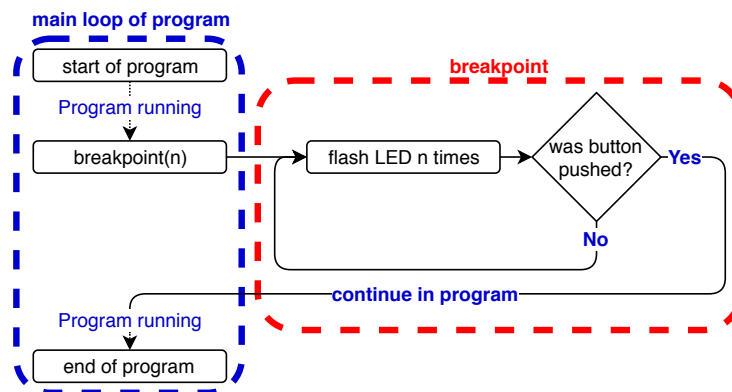 main loop of program
start of program
Program running
breakpoint(n)
breakpoint
flash LED n times
was button
pushed?
Yes
No
continue in program
Program running
end of program